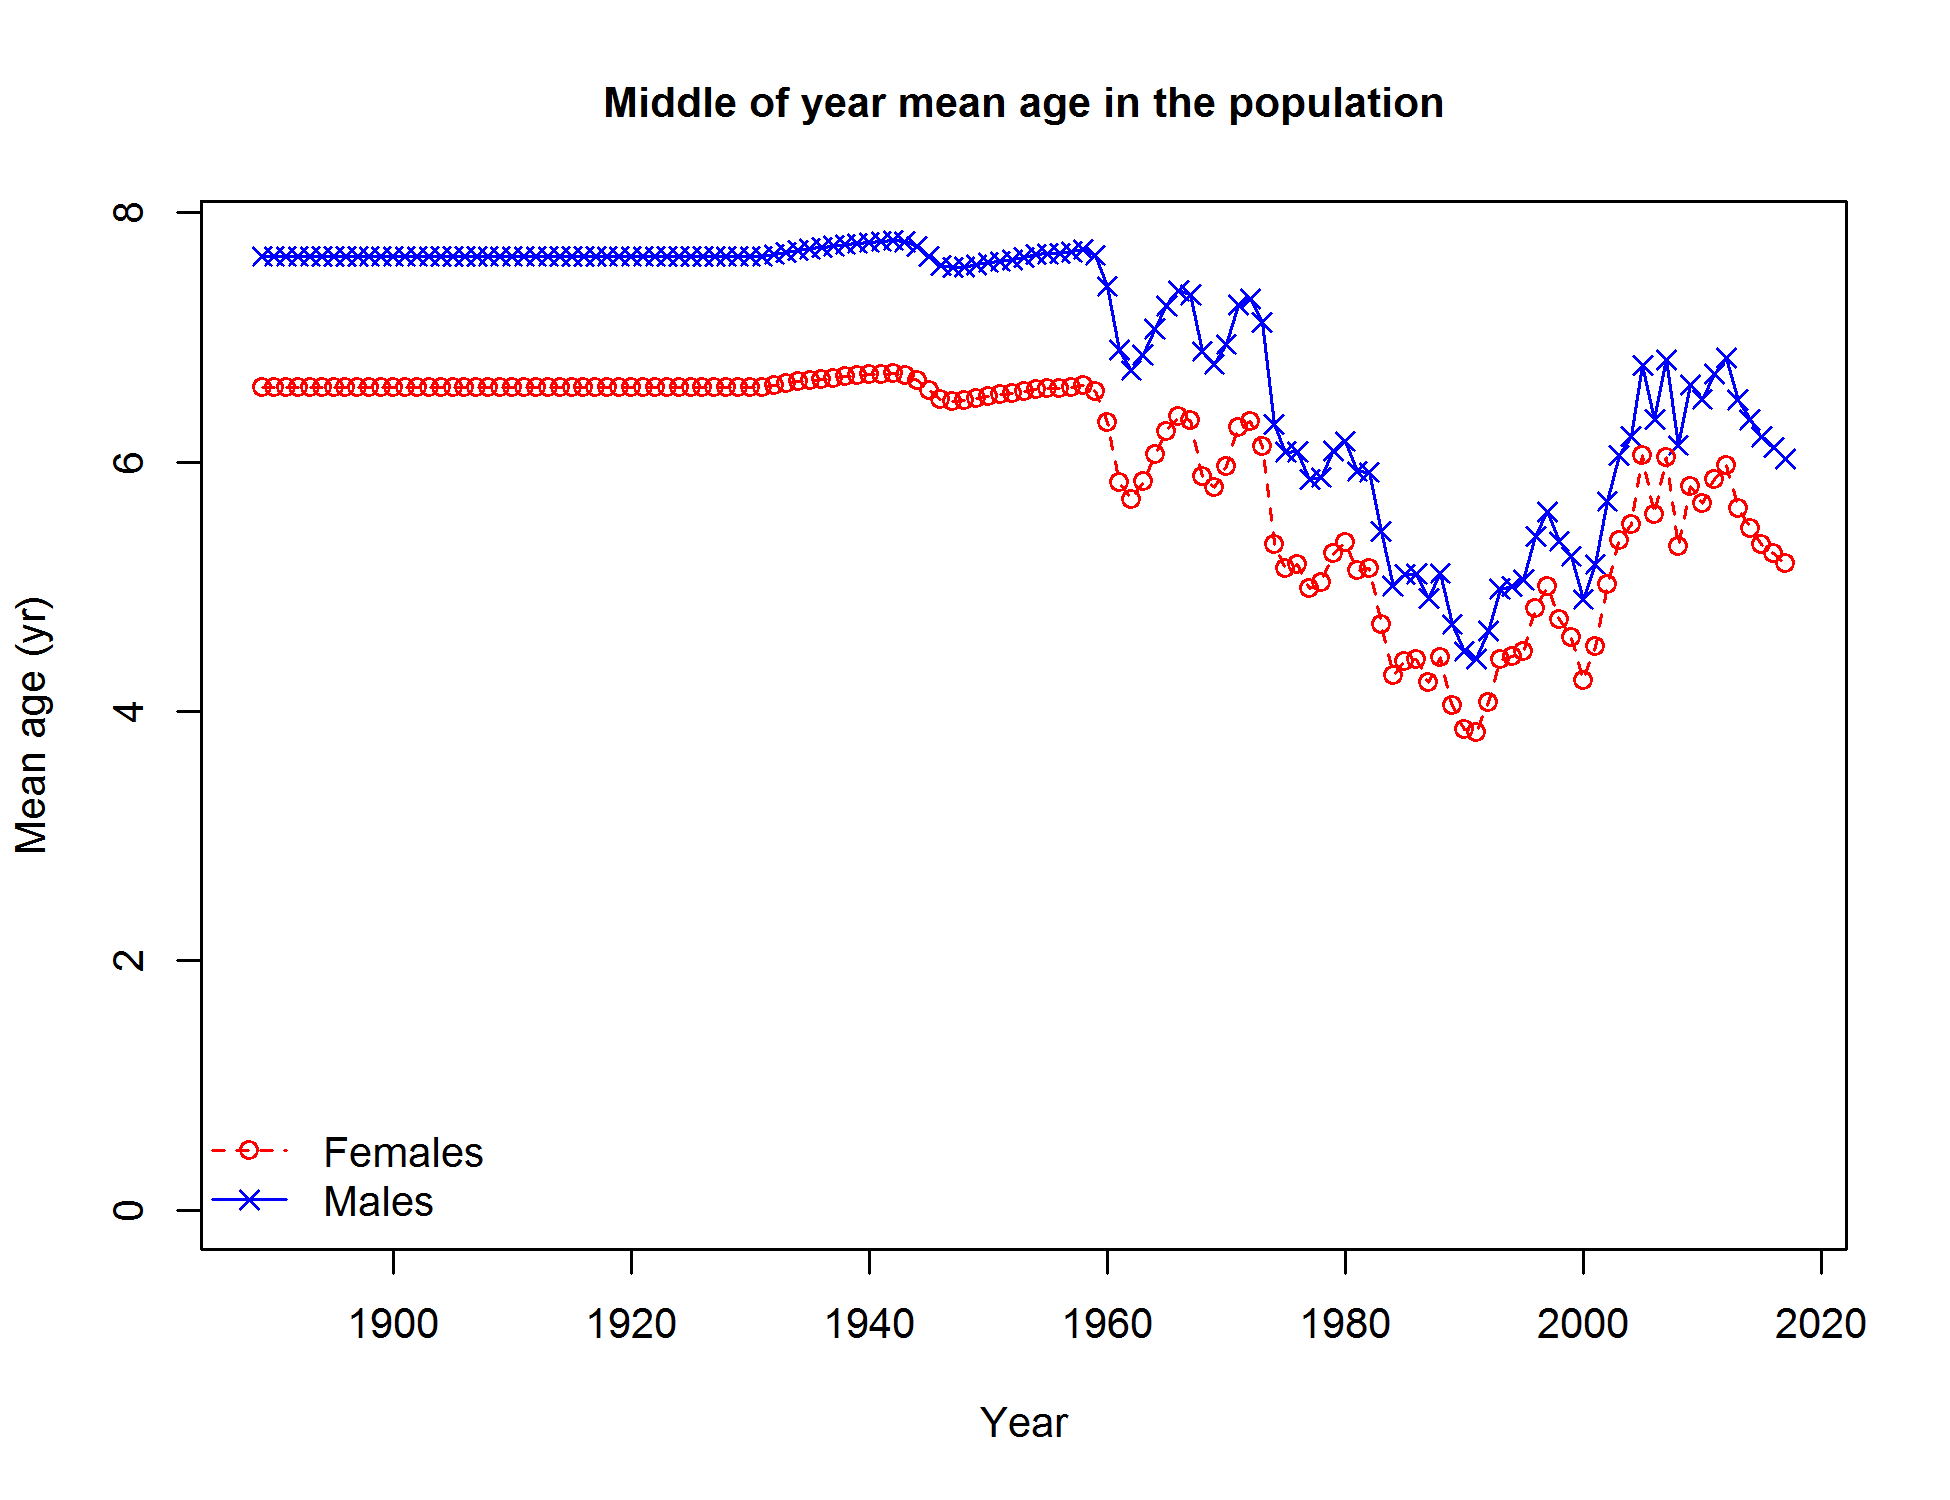 Middle of year mean age in the population
8
6
4
2
0
Mean age (yr)
Females
Males
1900 1920 1940 1960 1980 2000 2020
Year